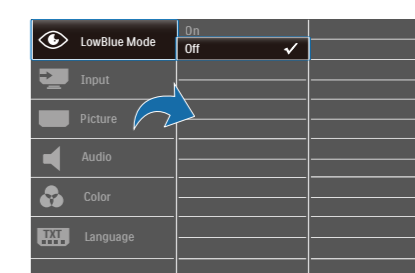 LowBlue Mode
On
Off
Input
Picture
Audio
Color
TXT
Language